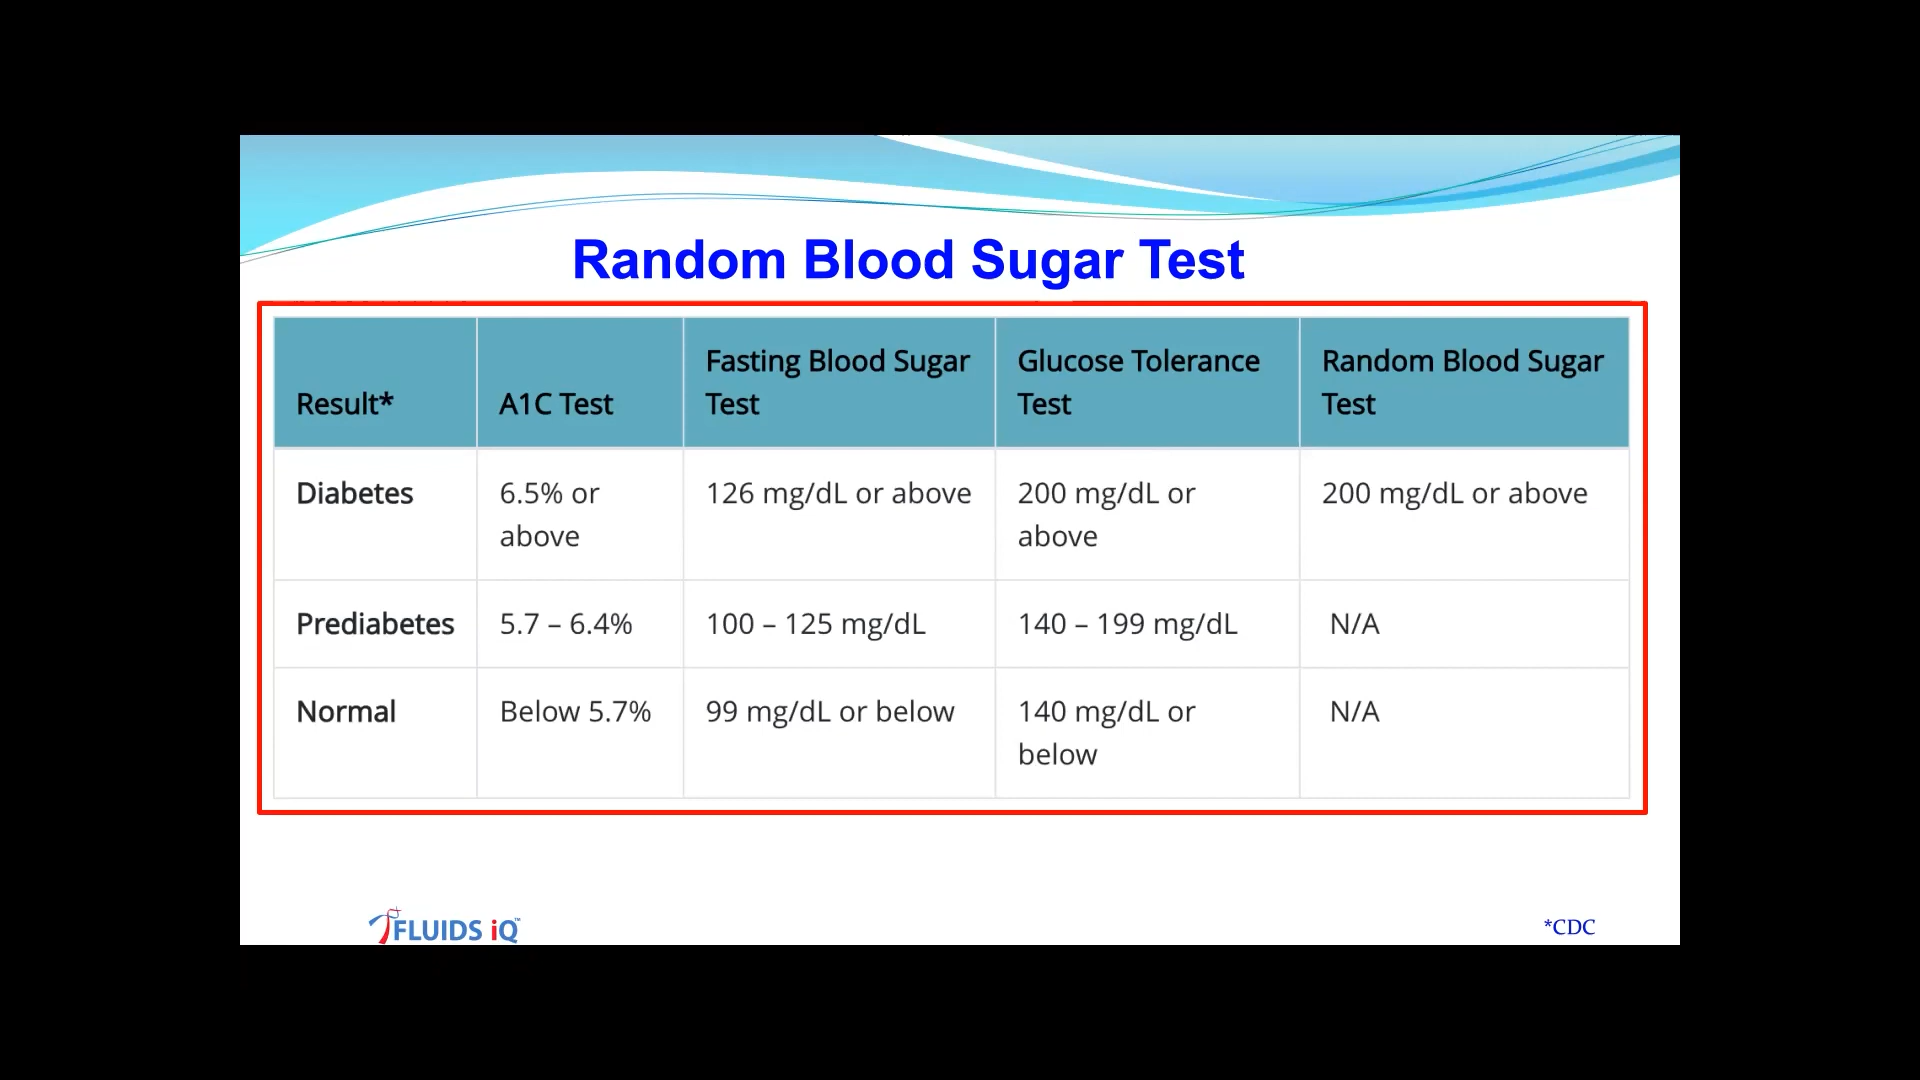 Random Blood Sugar Test
Result*
A1C Test
Fasting Blood Sugar
Test
Glucose Tolerance
Test
Random Blood Sugar
Test
Diabetes
6.5% or
above
126 mg/dL or above
200 mg/dL or
above
200 mg/dL or above
Prediabetes
5.7 – 6.4%
100 – 125 mg/dL
140 – 199 mg/dL
N/A
Normal
Below 5.7%
99 mg/dL or below
140 mg/dL or
below
N/A
FLUIDS iQ™
*CDC